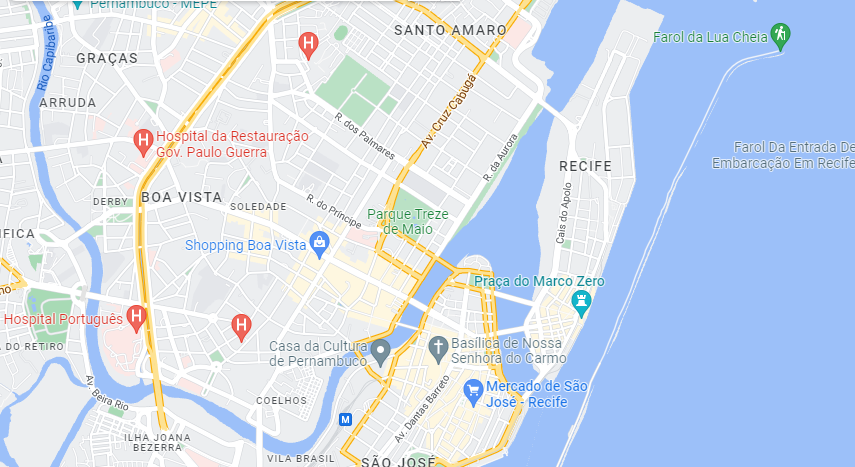 Pernambuco - MEPE
SANTO AMARO
Farol da Lua Cheia
Rio Capibaribe
GRAÇAS
ARRUDA
Av. Cruz Cabugá
R. dos Palmares
Hospital da Restauração
Gov. Paulo Guerra
R. da Aurora
RECIFE
Farol Da Entrada De
Embarcação Em Recife
DERBY
BOA VISTA
SOLEDADE
R. do Príncipe
Cais do Apolo
Parque Treze
de Maio
IFICA
Shopping Boa Vista
Praça do Marco Zero
no
Hospital Português
Casa da Cultura
de Pernambuco
Basílica de Nossa
Senhora do Carmo
A DO RETIRO
Av. Beira Rio
Mercado de São
José - Recife
Av. Dantas Barreto
COELHOS
M
ILHA JOANA
BEZERRA
VILA BRASIL
SÃO JOSÉ
H
H
H
H